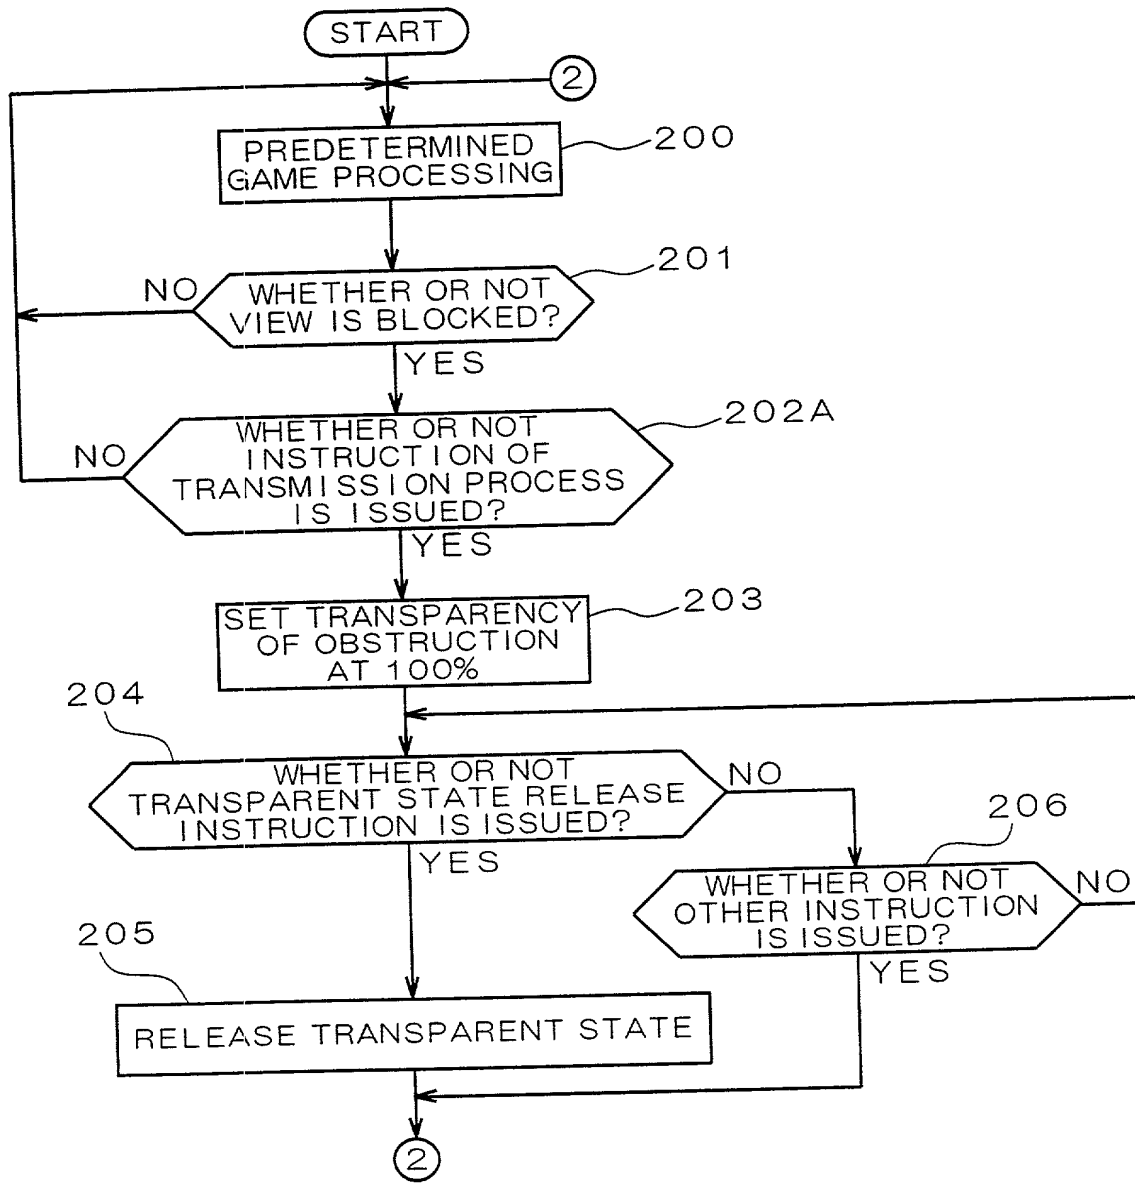 START
2
PREDETERMINED
GAME PROCESSING
200
201
NO
WHETHER OR NOT
VIEW IS BLOCKED?
YES
202A
NO
WHETHER OR NOT
INSTRUCTION OF
TRANSMISSION PROCESS
IS ISSUED?
YES
203
SET TRANSPARENCY
OF OBSTRUCTION
AT 100%
204
WHETHER OR NOT
TRANSPARENT STATE RELEASE
INSTRUCTION IS ISSUED?
NO
YES
206
WHETHER OR NOT
OTHER INSTRUCTION
IS ISSUED?
NO
YES
205
RELEASE TRANSPARENT STATE
2